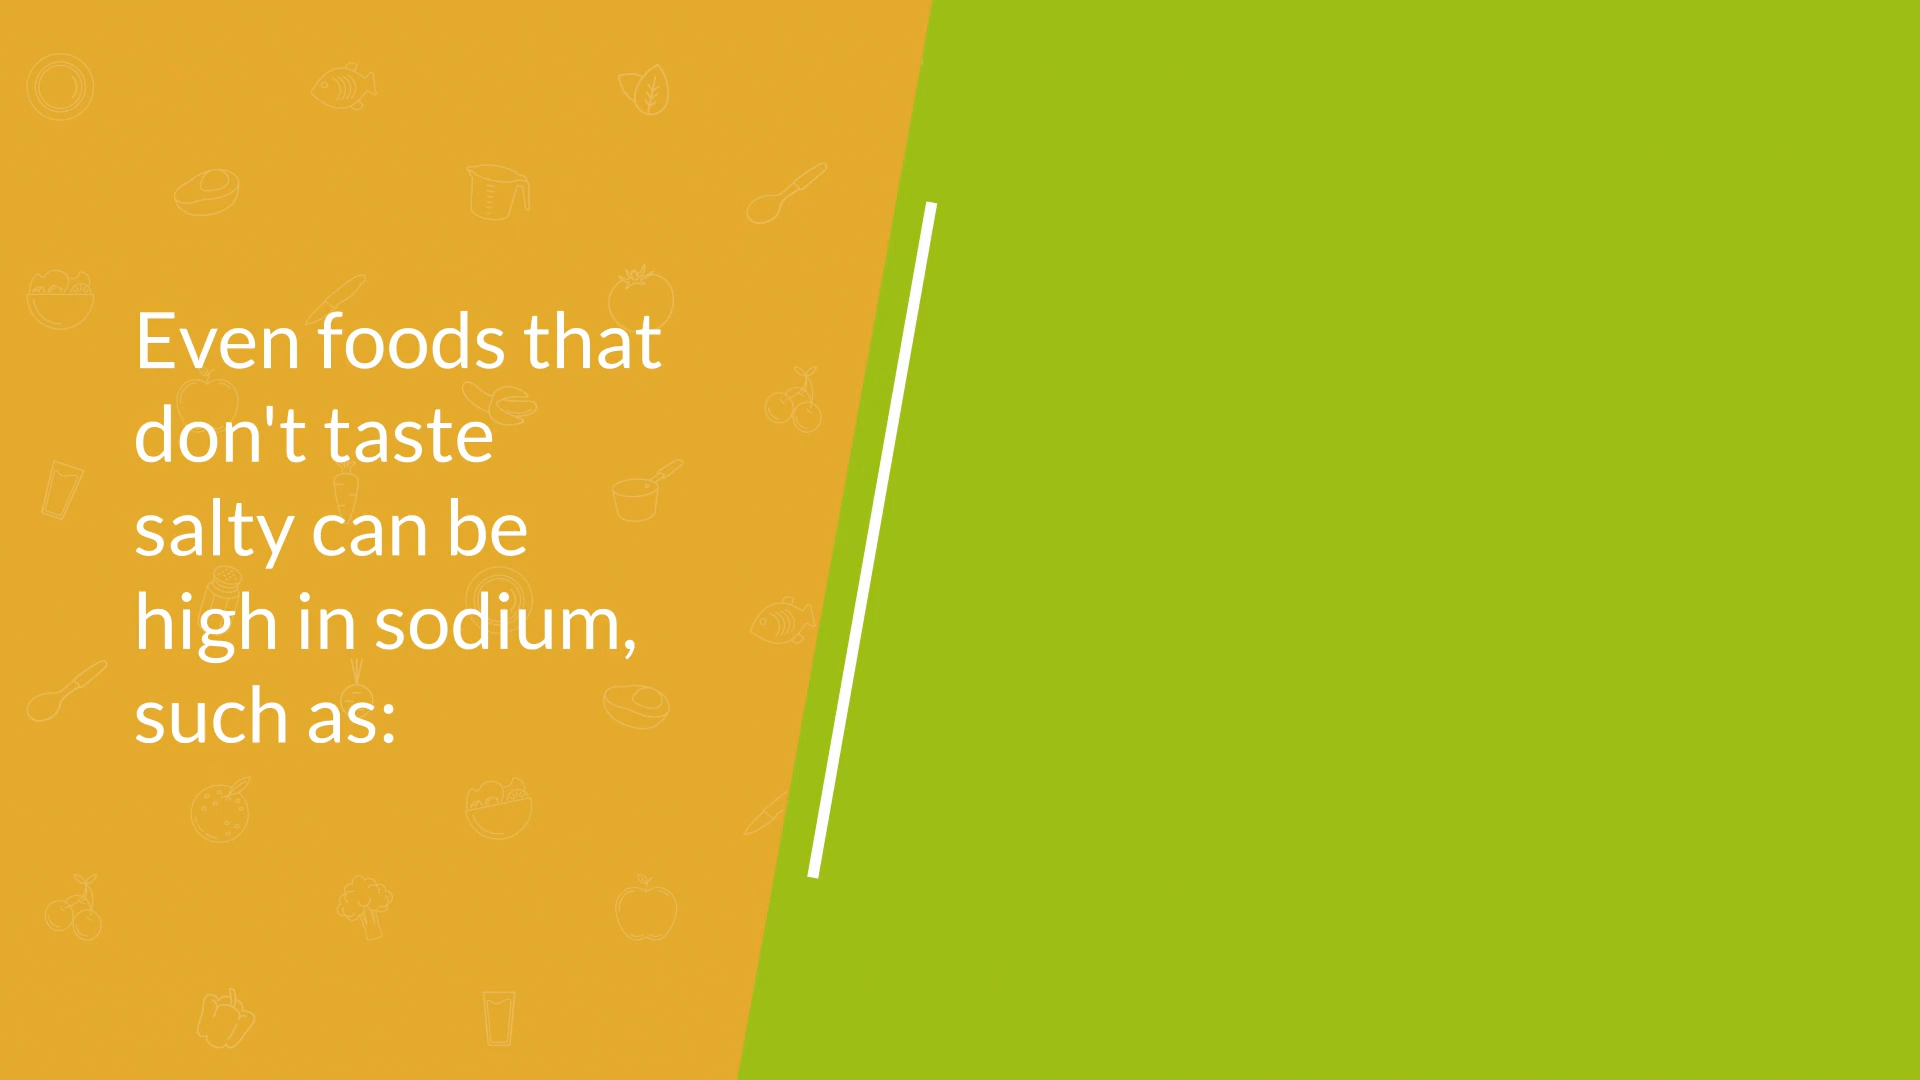 Even foods that
don't taste
salty can be
high in sodium,
such as: